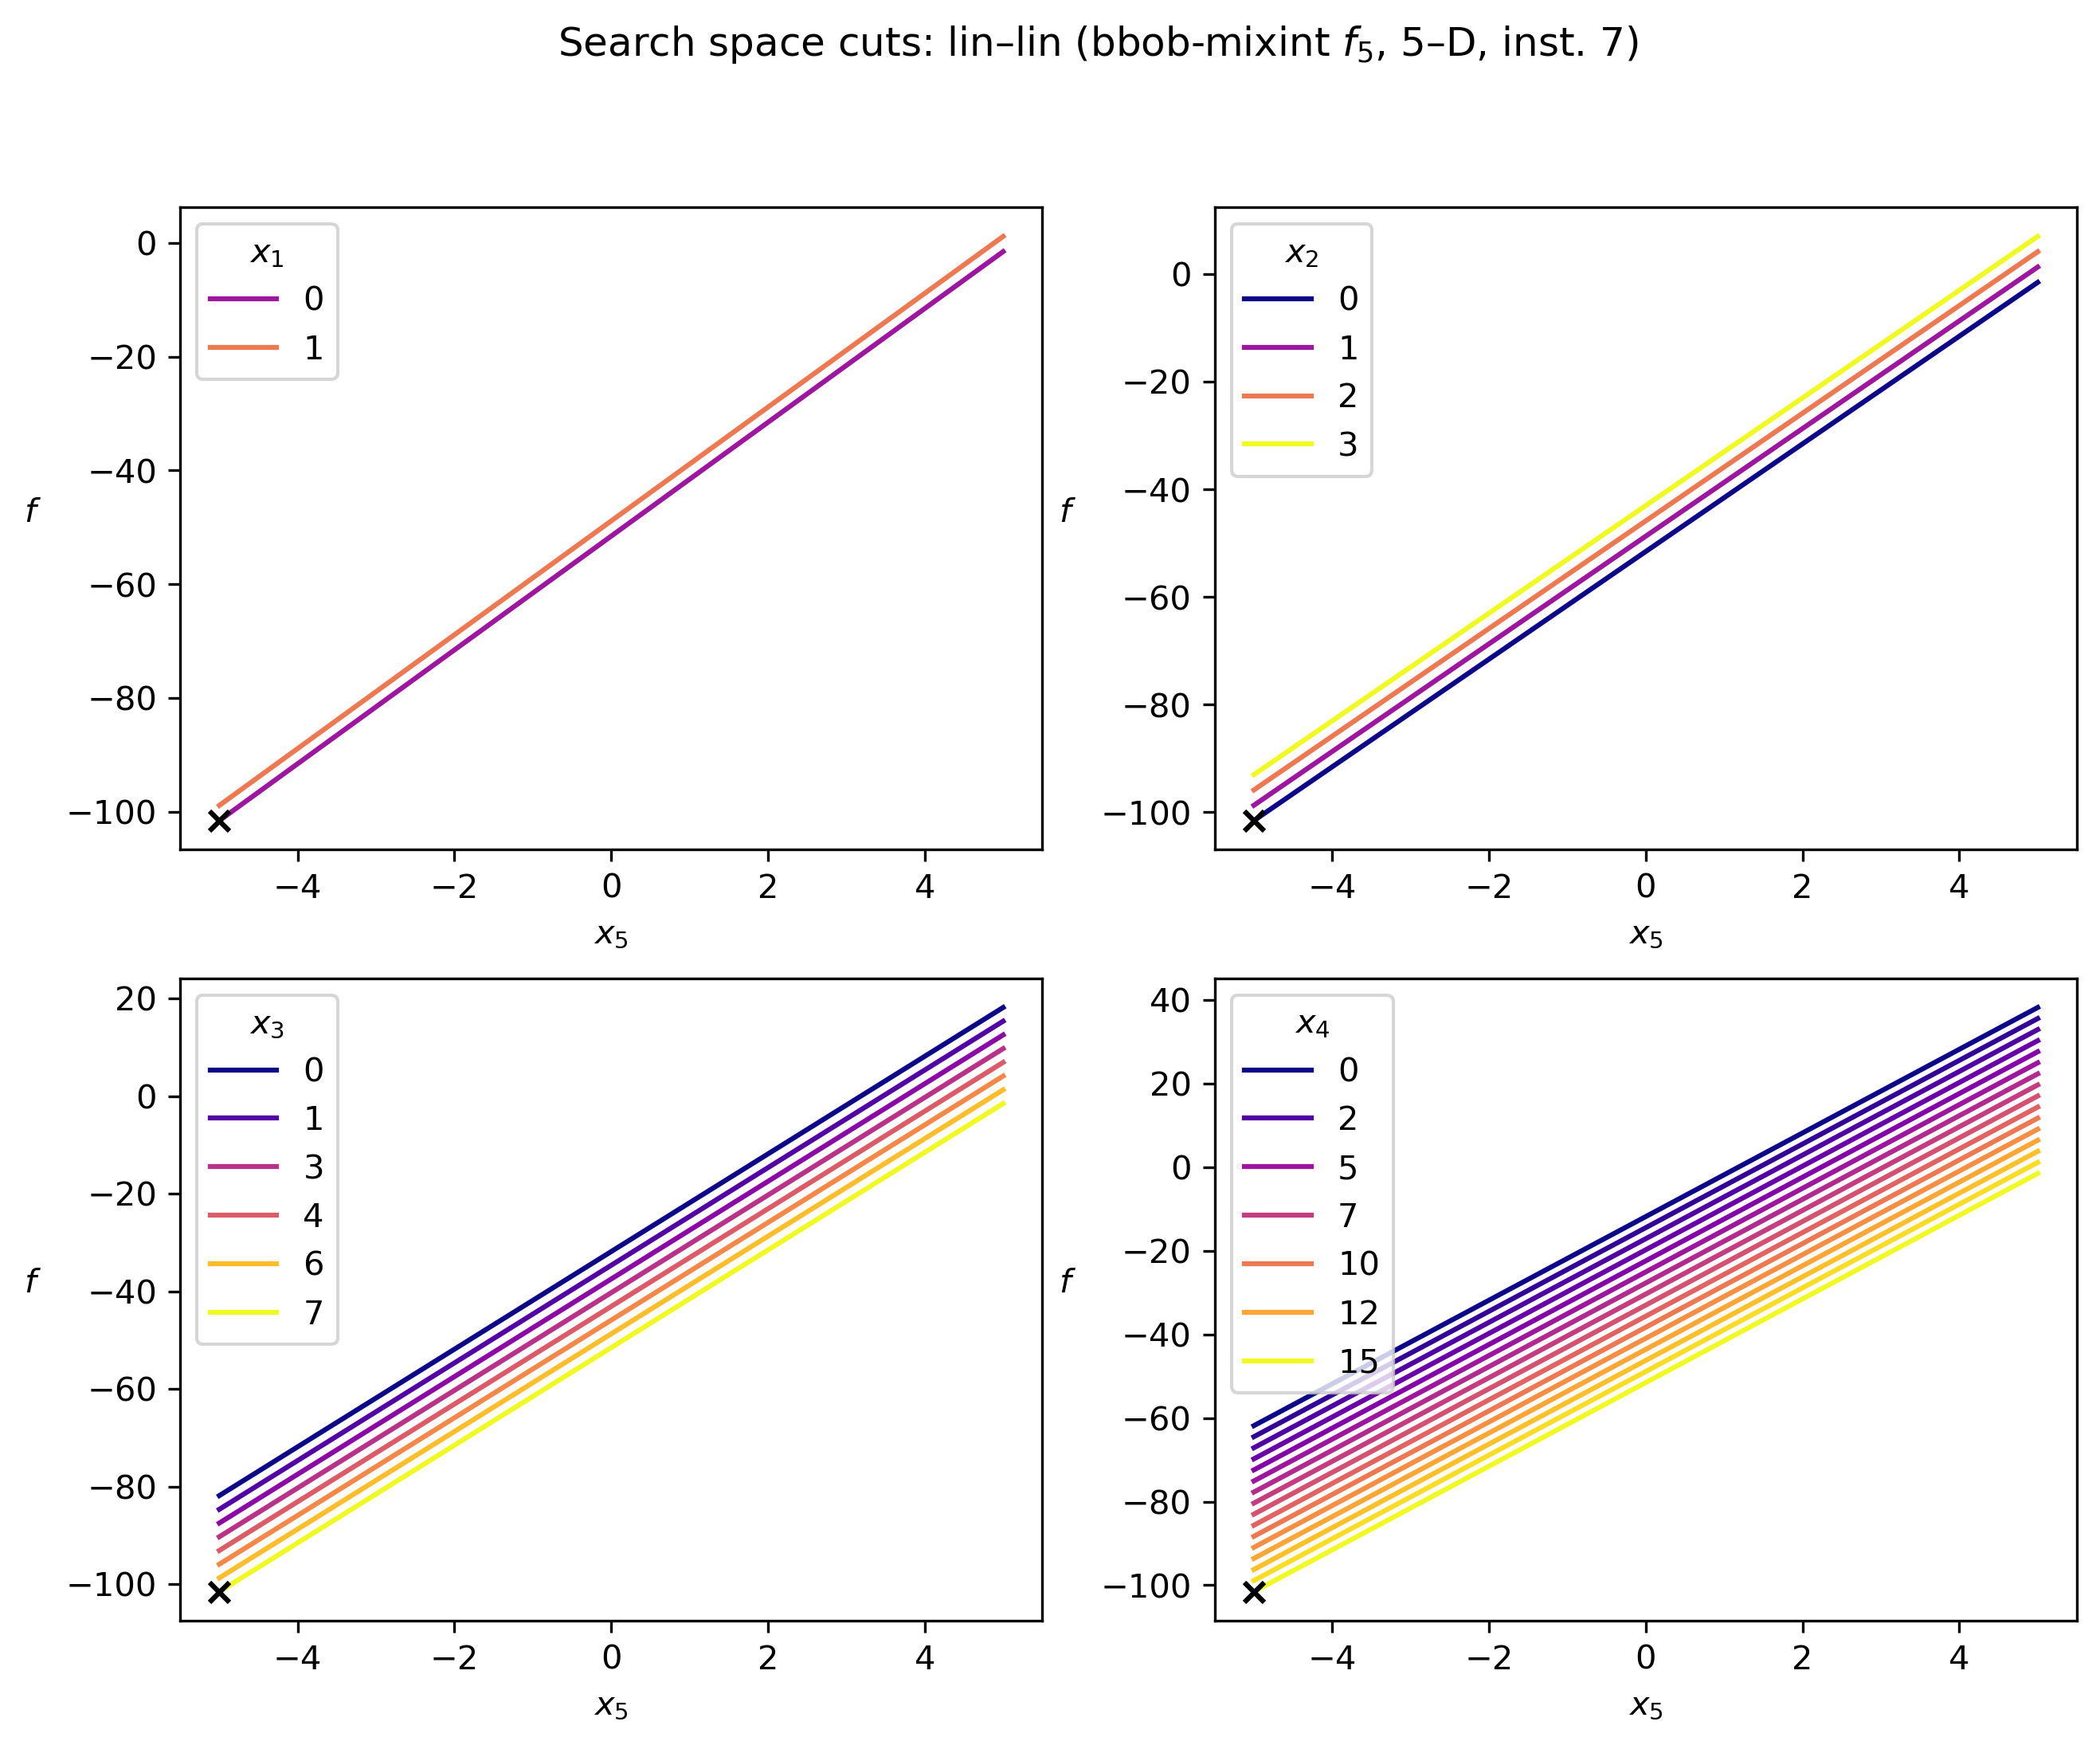 Search space cuts: lin–lin (bbob-mixint f₅, 5–D, inst. 7)
x₁
0
1
0
−20
−40
−60
−80
−100
f
−4 −2 0 2 4
x₅
x₂
0
1
2
3
0
−20
−40
−60
−80
−100
f
−4 −2 0 2 4
x₅
x₃
0
1
3
4
6
7
20
0
−20
−40
−60
−80
−100
f
−4 −2 0 2 4
x₅
x₄
0
2
5
7
10
12
15
40
20
0
−20
−40
−60
−80
−100
f
−4 −2 0 2 4
x₅